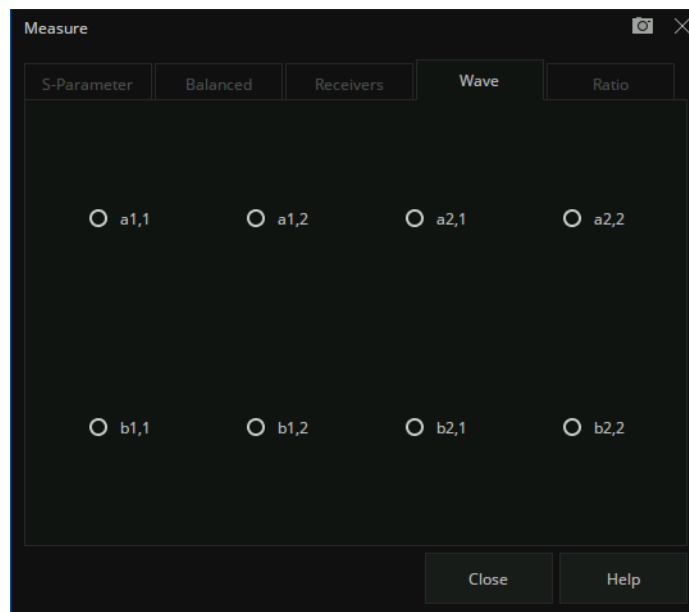 Measure
S-Parameter Balanced Receivers Wave Ratio
a1,1 a1,2 a2,1 a2,2
b1,1 b1,2 b2,1 b2,2
Close Help